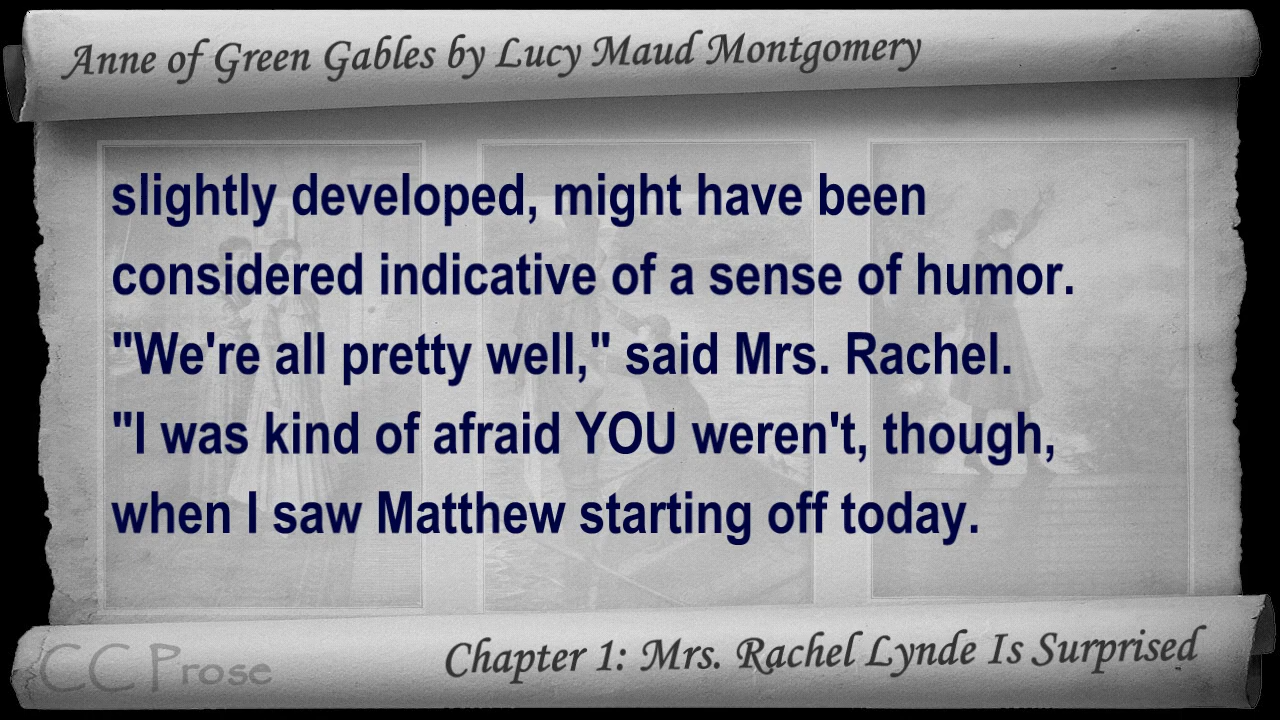 Anne of Green Gables by Lucy Maud Montgomery
slightly developed, might have been
considered indicative of a sense of humor.
"We're all pretty well," said Mrs. Rachel.
"I was kind of afraid YOU weren't, though,
when I saw Matthew starting off today.
CC Prose
Chapter 1: Mrs. Rachel Lynde Is Surprised